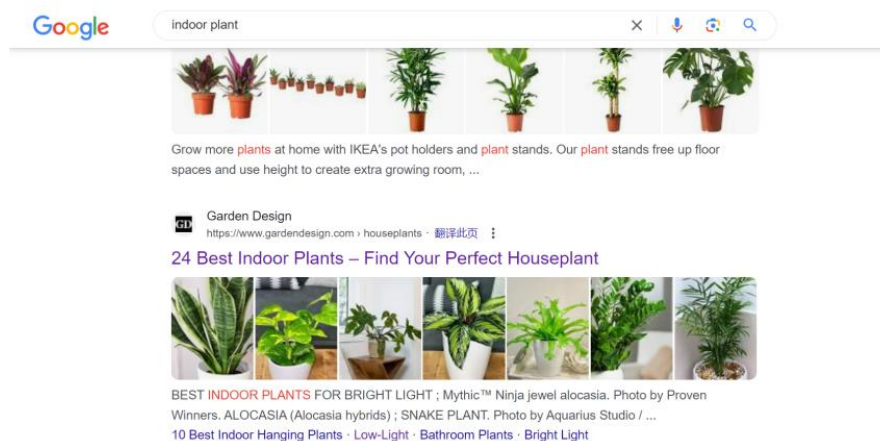 Google
indoor plant
Grow more plants at home with IKEA's pot holders and plant stands. Our plant stands free up floor
spaces and use height to create extra growing room, ...
GD
Garden Design
https://www.gardendesign.com › houseplants · 翻译此页
24 Best Indoor Plants – Find Your Perfect Houseplant
BEST INDOOR PLANTS FOR BRIGHT LIGHT ; Mythic™ Ninja jewel alocasia. Photo by Proven
Winners. ALOCASIA (Alocasia hybrids) ; SNAKE PLANT. Photo by Aquarius Studio / ...
10 Best Indoor Hanging Plants · Low-Light · Bathroom Plants · Bright Light